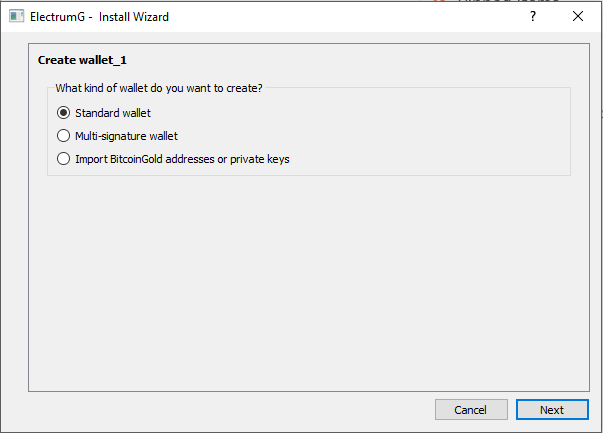 ElectrumG - Install Wizard
?
Create wallet_1
What kind of wallet do you want to create?
Standard wallet
Multi-signature wallet
Import BitcoinGold addresses or private keys
Cancel
Next